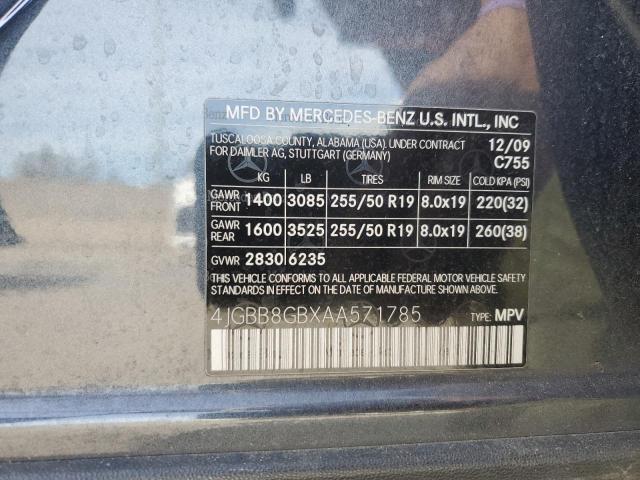 MFD BY MERCEDES-BENZ U.S. INTL., INC
TUSCALOOSA COUNTY, ALABAMA (USA). UNDER CONTRACT 12/09
FOR DAIMLER AG, STUTTGART (GERMANY) C755
KG LB TIRES RIM SIZE COLD KPA (PSI)
GAWR FRONT 1400 3085 255/50 R19 8.0x19 220(32)
GAWR REAR 1600 3525 255/50 R19 8.0x19 260(38)
GVWR 2830 6235
THIS VEHICLE CONFORMS TO ALL APPLICABLE FEDERAL MOTOR VEHICLE SAFETY
STANDARDS IN EFFECT ON THE DATE OF MANUFACTURE SHOWN ABOVE.
4JGBB8GBXAA571785 TYPE: MPV